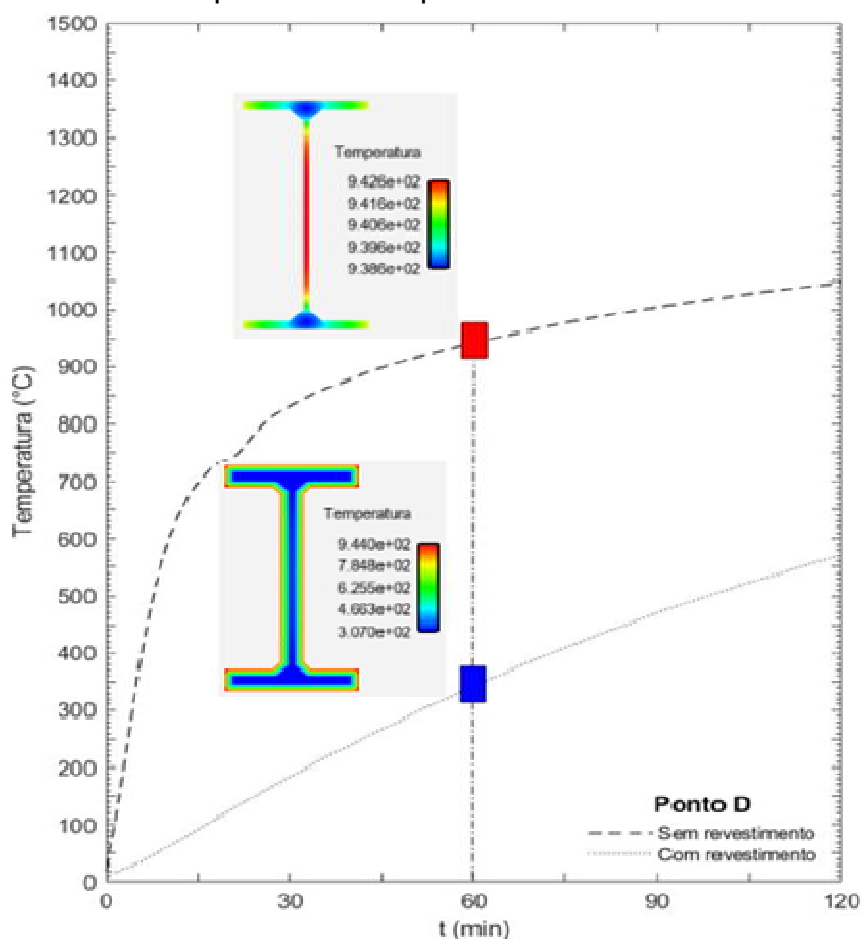 1500
1400
1300
1200
1100
1000
900
800
700
600
500
400
300
200
100
0
Temperatura (°C)
Temperatura
9.426e+02
9.416e+02
9.406e+02
9.396e+02
9.386e+02
Temperatura
9.440e+02
7.848e+02
6.255e+02
4.663e+02
3.070e+02
Ponto D
Sem revestimento
Com revestimento
0
30
60
90
120
t (min)